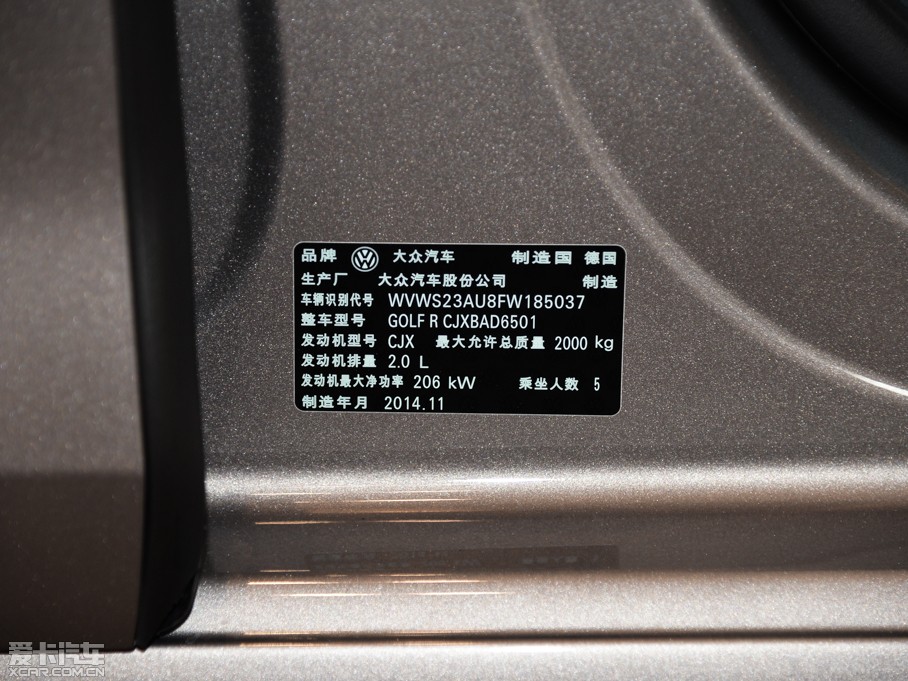 品牌 大众汽车 制造国 德国
生产厂 大众汽车股份公司 制造
车辆识别代号 WVWS23AU8FW185037
整车型号 GOLF R CJXBAD6501
发动机型号 CJX 最大允许总质量 2000 kg
发动机排量 2.0 L
发动机最大净功率 206 kW 乘坐人数 5
制造年月 2014.11
爱卡汽车
XCAR.COM.CN